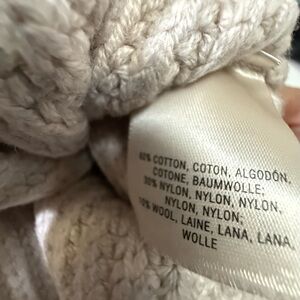 60% COTTON, COTON, ALGODÓN,
COTONE, BAUMWOLLE;
30% NYLON, NYLON, NYLON,
NYLON, NYLON;
10% WOOL, LAINE, LANA, LANA,
WOLLE